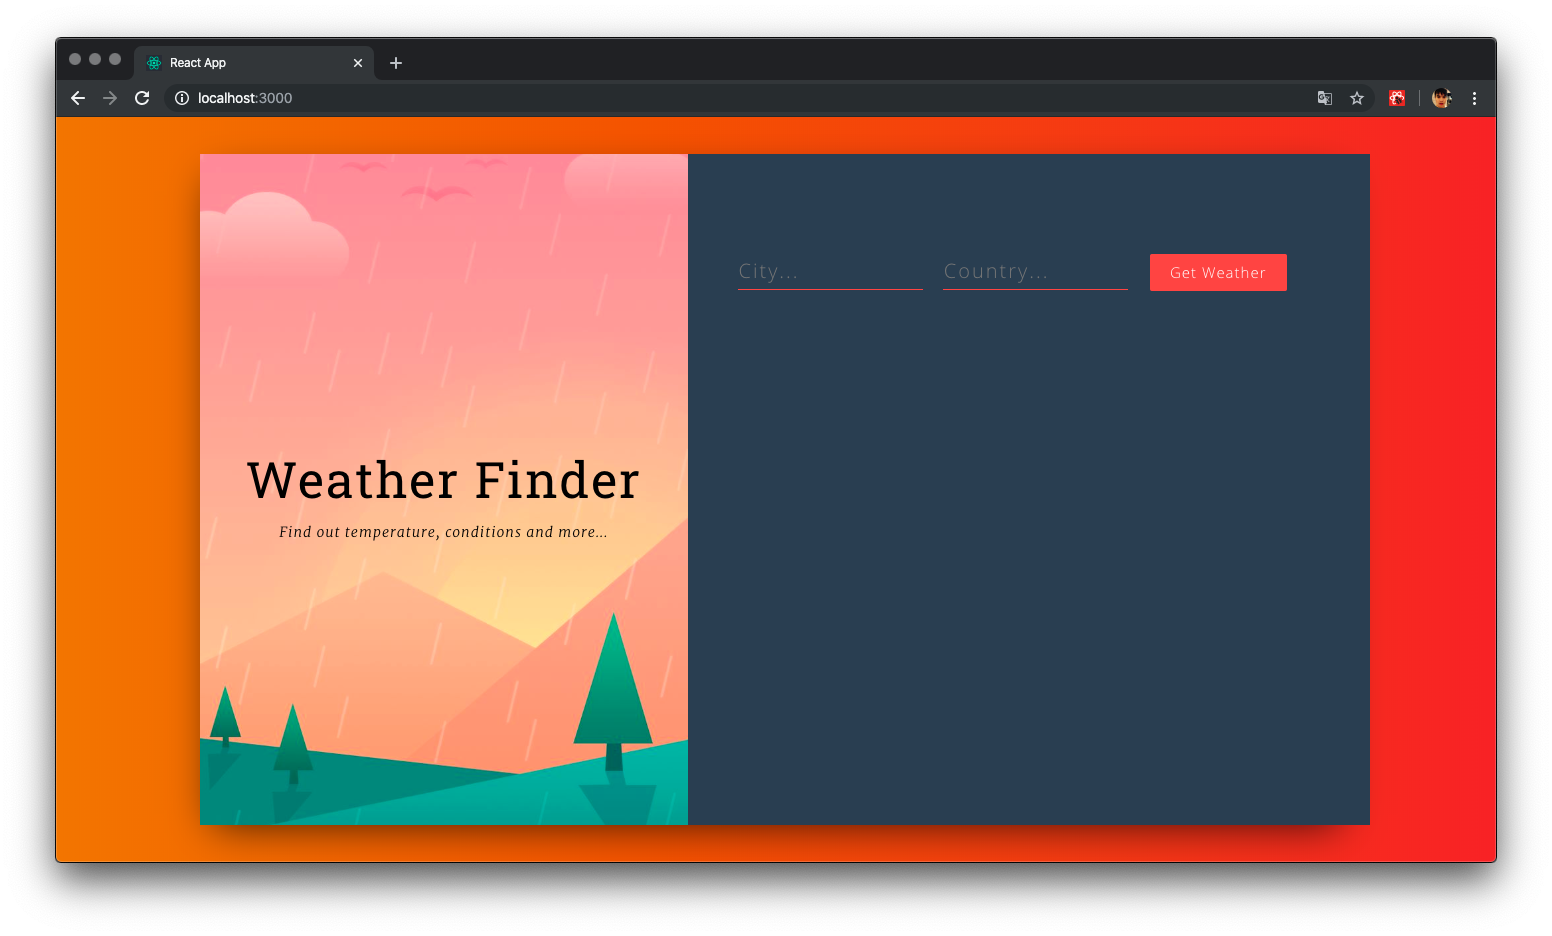 React App
localhost:3000
City...
Country...
Get Weather
Weather Finder
Find out temperature, conditions and more...